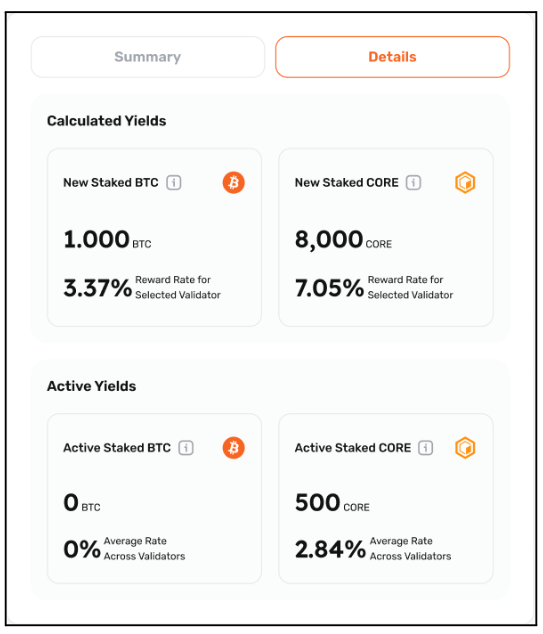 Summary
Details
Calculated Yields
New Staked BTC i
New Staked CORE i
1.000 BTC
8,000 CORE
3.37% Reward Rate for
Selected Validator
7.05% Reward Rate for
Selected Validator
Active Yields
Active Staked BTC i
Active Staked CORE i
0 BTC
500 CORE
0% Average Rate
Across Validators
2.84% Average Rate
Across Validators